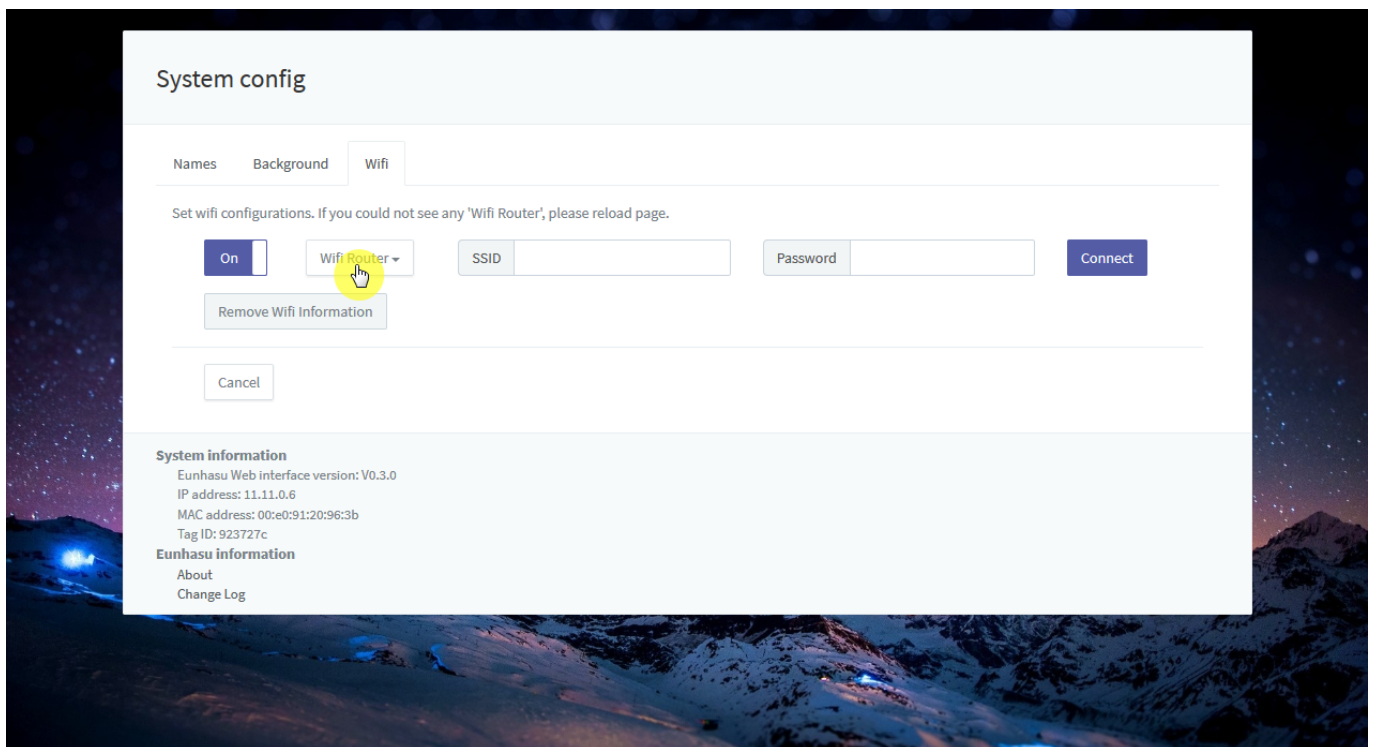 System config
Names Background Wifi
Set wifi configurations. If you could not see any 'Wifi Router', please reload page.
On Wifi Router SSID Password Connect
Remove Wifi Information
Cancel
System information
Eunhasu Web interface version: V0.3.0
IP address: 11.11.0.6
MAC address: 00:e0:91:20:96:3b
Tag ID: 923727c
Eunhasu information
About
Change Log